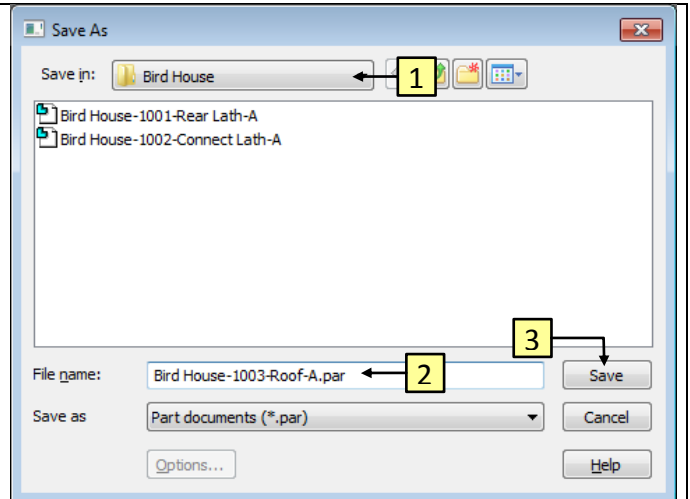 Save As
Save in: Bird House 1
Bird House-1001-Rear Lath-A
Bird House-1002-Connect Lath-A
3
File name: Bird House-1003-Roof-A.par 2 Save
Save as Part documents (*.par) Cancel
Options... Help